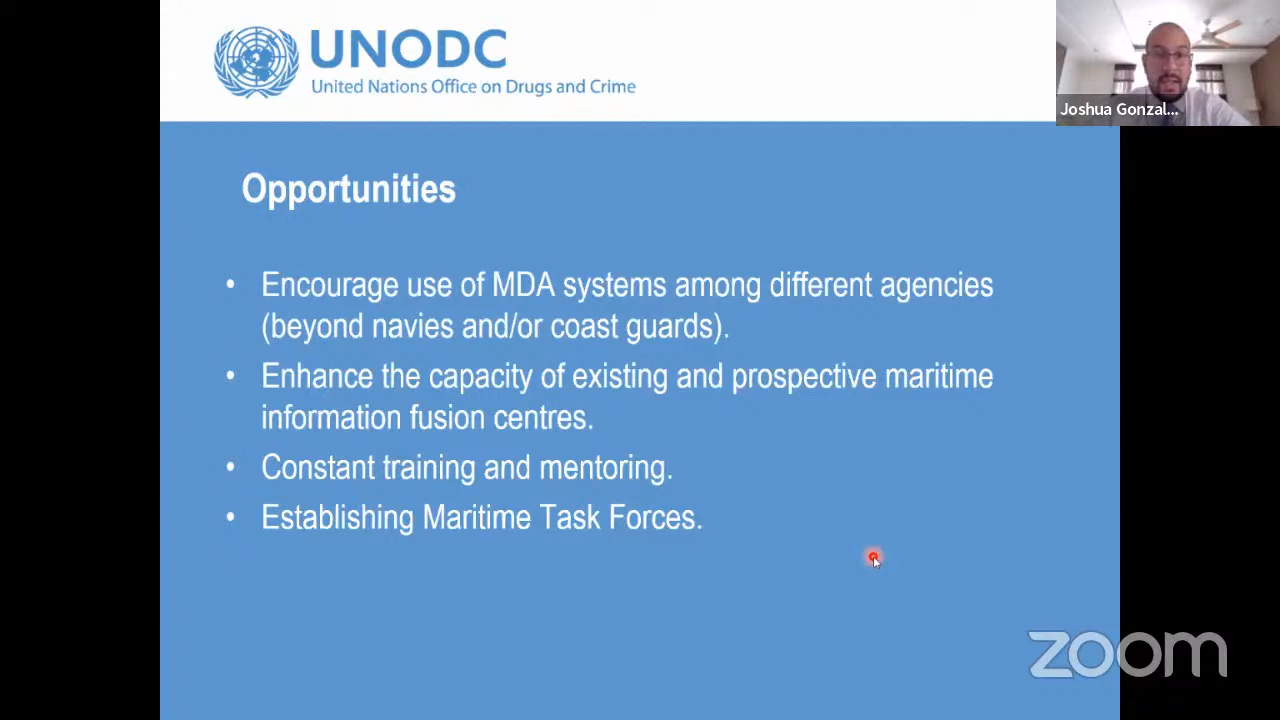 UNODC
United Nations Office on Drugs and Crime
Joshua Gonzal...
Opportunities
• Encourage use of MDA systems among different agencies
(beyond navies and/or coast guards).
• Enhance the capacity of existing and prospective maritime
information fusion centres.
• Constant training and mentoring.
• Establishing Maritime Task Forces.
zoom